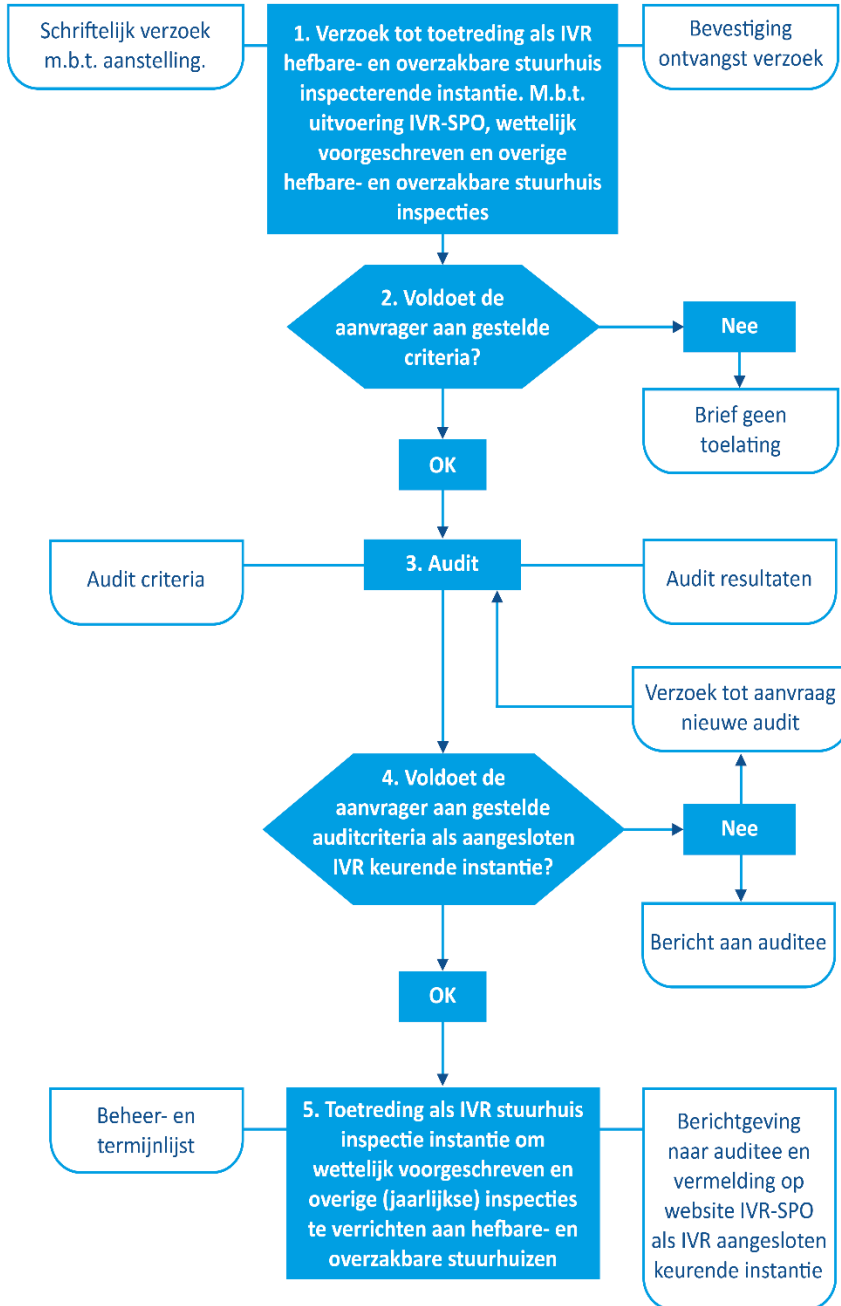 Schriftelijk verzoek
m.b.t. aanstelling.
1. Verzoek tot toetreding als IVR
hefbare- en overzakbare stuurhuis
inspecterende instantie. M.b.t.
uitvoering IVR-SPO, wettelijk
voorgeschreven en overige
hefbare- en overzakbare stuurhuis
inspecties
Bevestiging
ontvangst verzoek
2. Voldoet de
aanvrager aan gestelde
criteria?
Nee
Brief geen
toelating
OK
Audit criteria
3. Audit
Audit resultaten
Verzoek tot aanvraag
nieuwe audit
4. Voldoet de
aanvrager aan gestelde
auditcriteria als aangesloten
IVR keurende instantie?
Nee
Bericht aan auditee
OK
Beheer- en
termijnlijst
5. Toetreding als IVR stuurhuis
inspectie instantie om
wettelijk voorgeschreven en
overige (jaarlijkse) inspecties
te verrichten aan hefbare- en
overzakbare stuurhuizen
Berichtgeving
naar auditee en
vermelding op
website IVR-SPO
als IVR aangesloten
keurende instantie